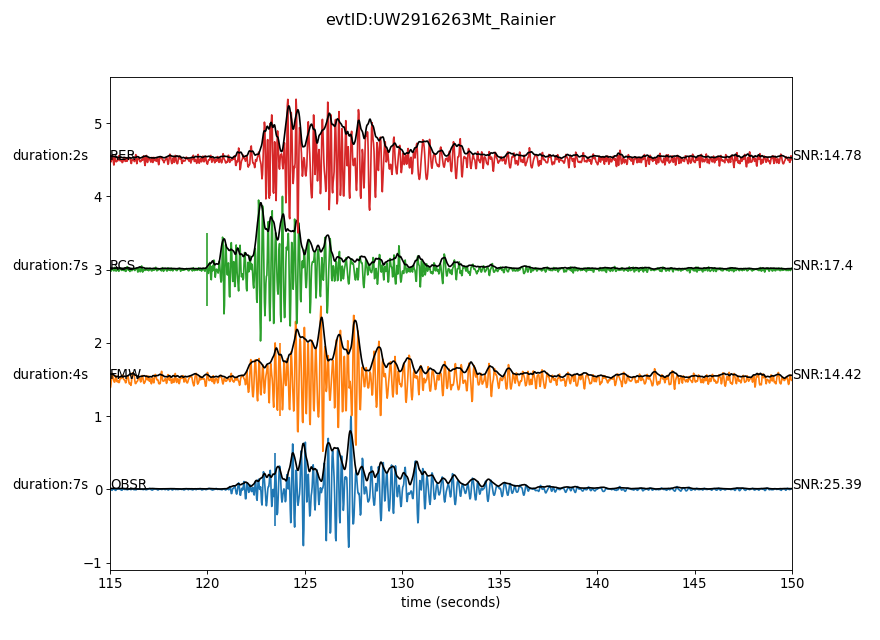 evtID:UW2916263Mt_Rainier
5
duration:2s RER SNR:14.78
4
duration:7s 3 RCS SNR:17.4
2
duration:4s FMW SNR:14.42
1
duration:7s 0 OBSR SNR:25.39
−1
115 120 125 130 135 140 145 150
time (seconds)